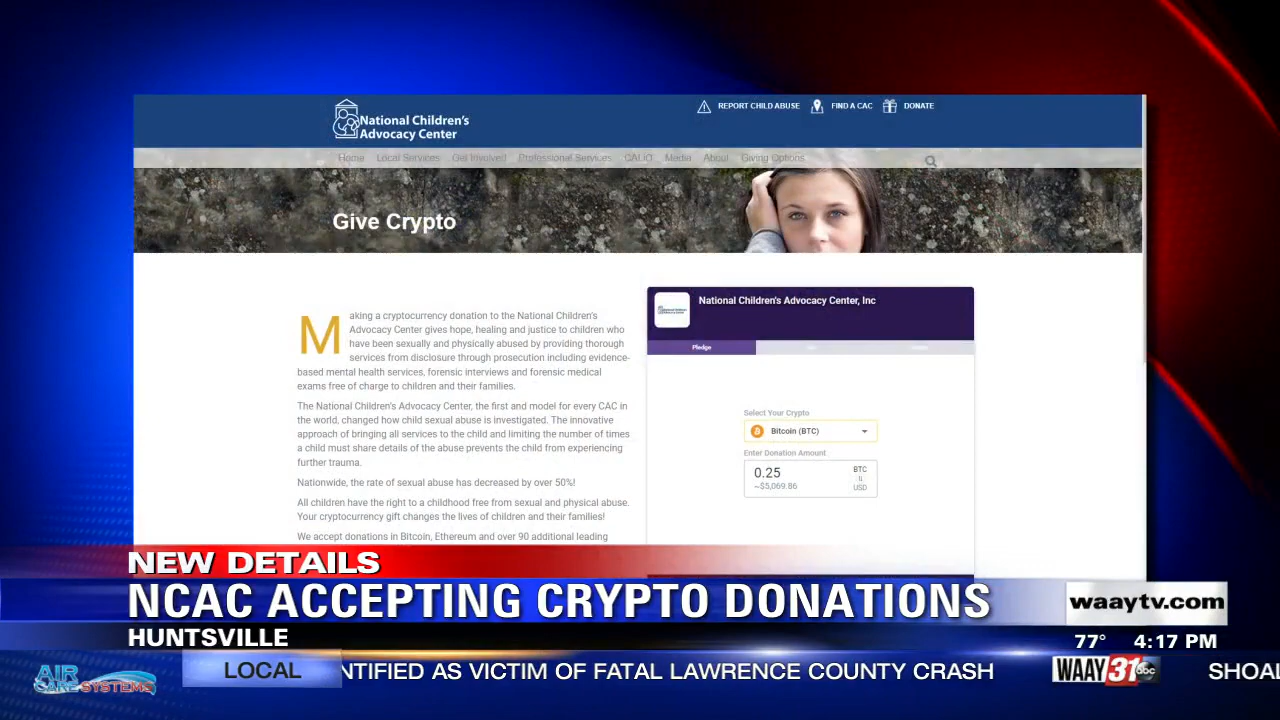 National Children's
Advocacy Center
REPORT CHILD ABUSE
FIND A CAC
DONATE
Home Local Services Get Involved Professional Services CALiO Media About Giving Options
Give Crypto
Making a cryptocurrency donation to the National Children's
Advocacy Center gives hope, healing and justice to children who
have been sexually and physically abused by providing thorough
services from disclosure through prosecution including evidence-
based mental health services, forensic interviews and forensic medical
exams free of charge to children and their families.
The National Children's Advocacy Center, the first and model for every CAC in
the world, changed how child sexual abuse is investigated. The innovative
approach of bringing all services to the child and limiting the number of times
a child must share details of the abuse prevents the child from experiencing
further trauma.
Nationwide, the rate of sexual abuse has decreased by over 50%!
All children have the right to a childhood free from sexual and physical abuse.
Your cryptocurrency gift changes the lives of children and their families!
We accept donations in Bitcoin, Ethereum and over 90 additional leading
National Children's Advocacy Center, Inc
Pledge
Select Your Crypto
Bitcoin (BTC)
Enter Donation Amount
0.25
~$5,069.86
BTC
USD
NEW DETAILS
NCAC ACCEPTING CRYPTO DONATIONS
HUNTSVILLE
waaytv.com
77° 4:17 PM
AIR
CARE SYSTEMS
LOCAL
NTIFIED AS VICTIM OF FATAL LAWRENCE COUNTY CRASH
WAAY 31 abc
SHOAL